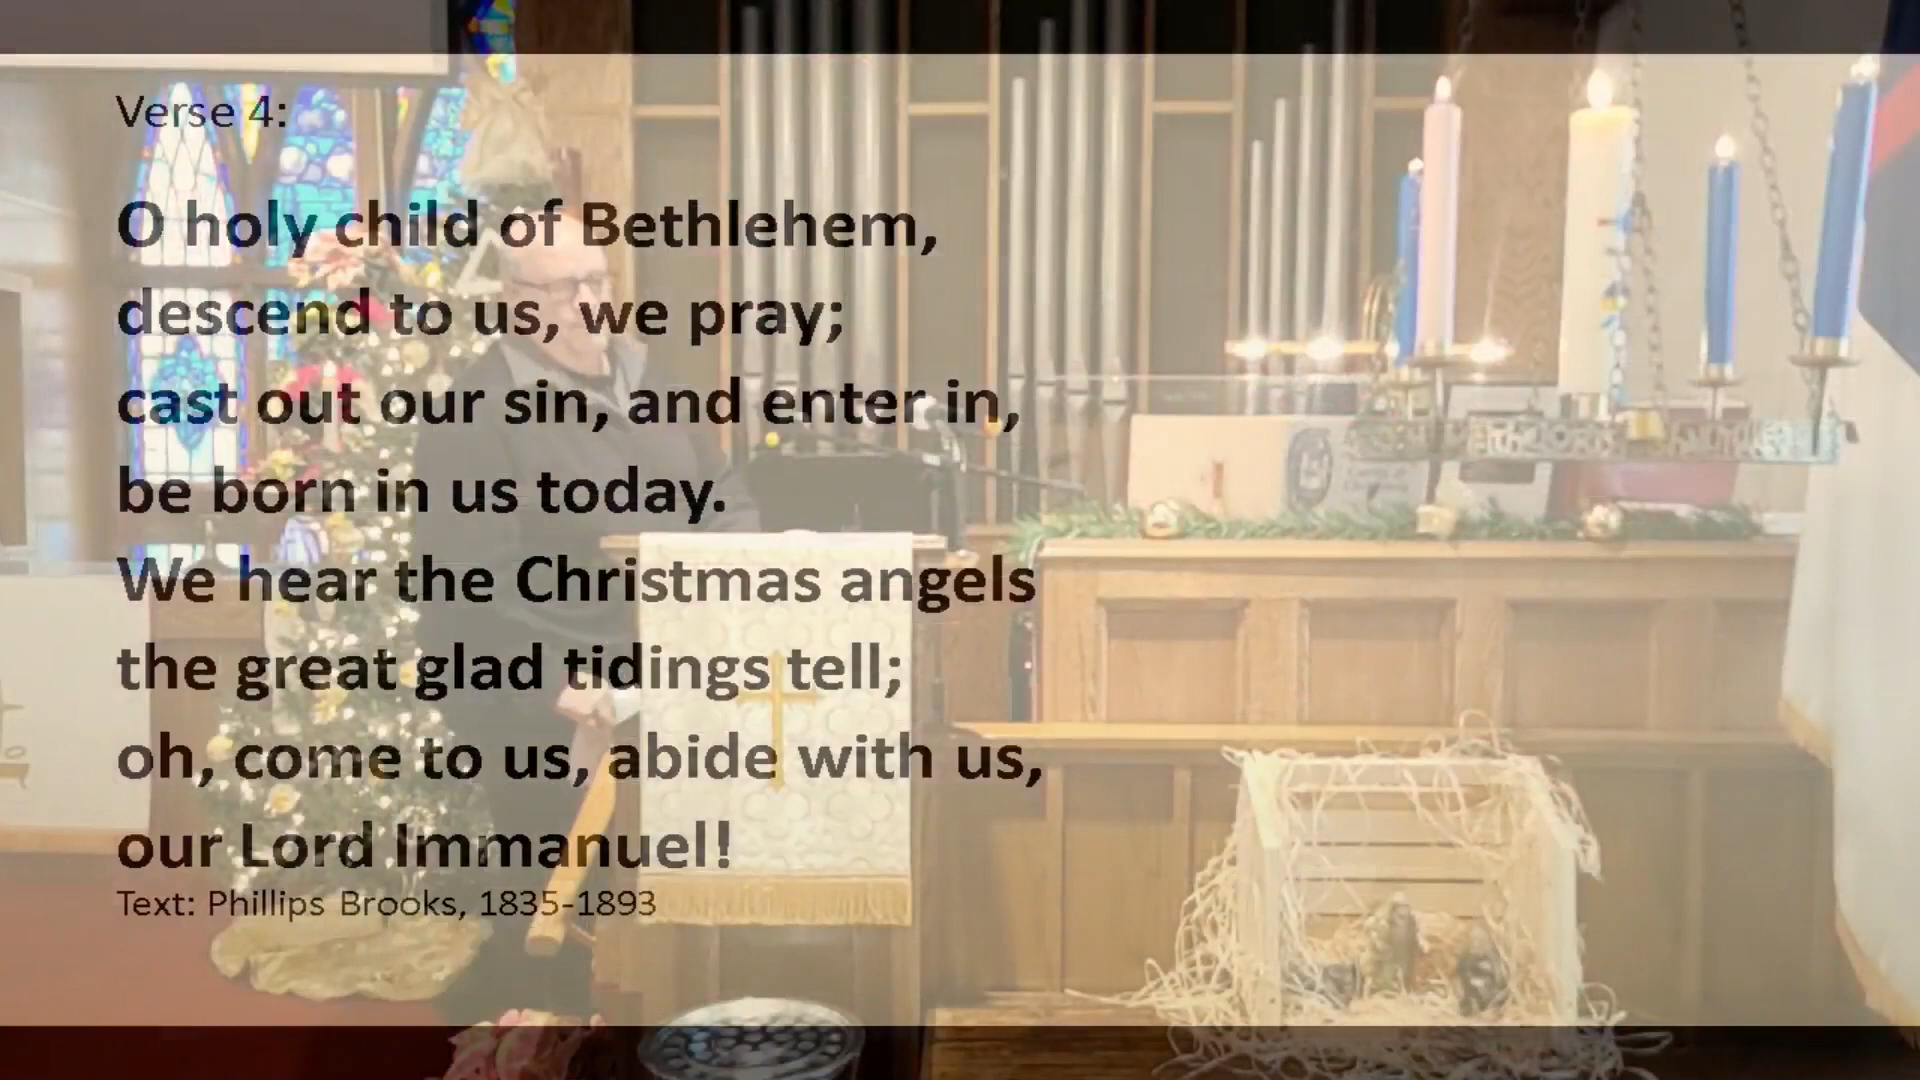 Verse 4:
O holy child of Bethlehem,
descend to us, we pray;
cast out our sin, and enter in,
be born in us today.
We hear the Christmas angels
the great glad tidings tell;
oh, come to us, abide with us,
our Lord Immanuel!
Text: Phillips Brooks, 1835-1893